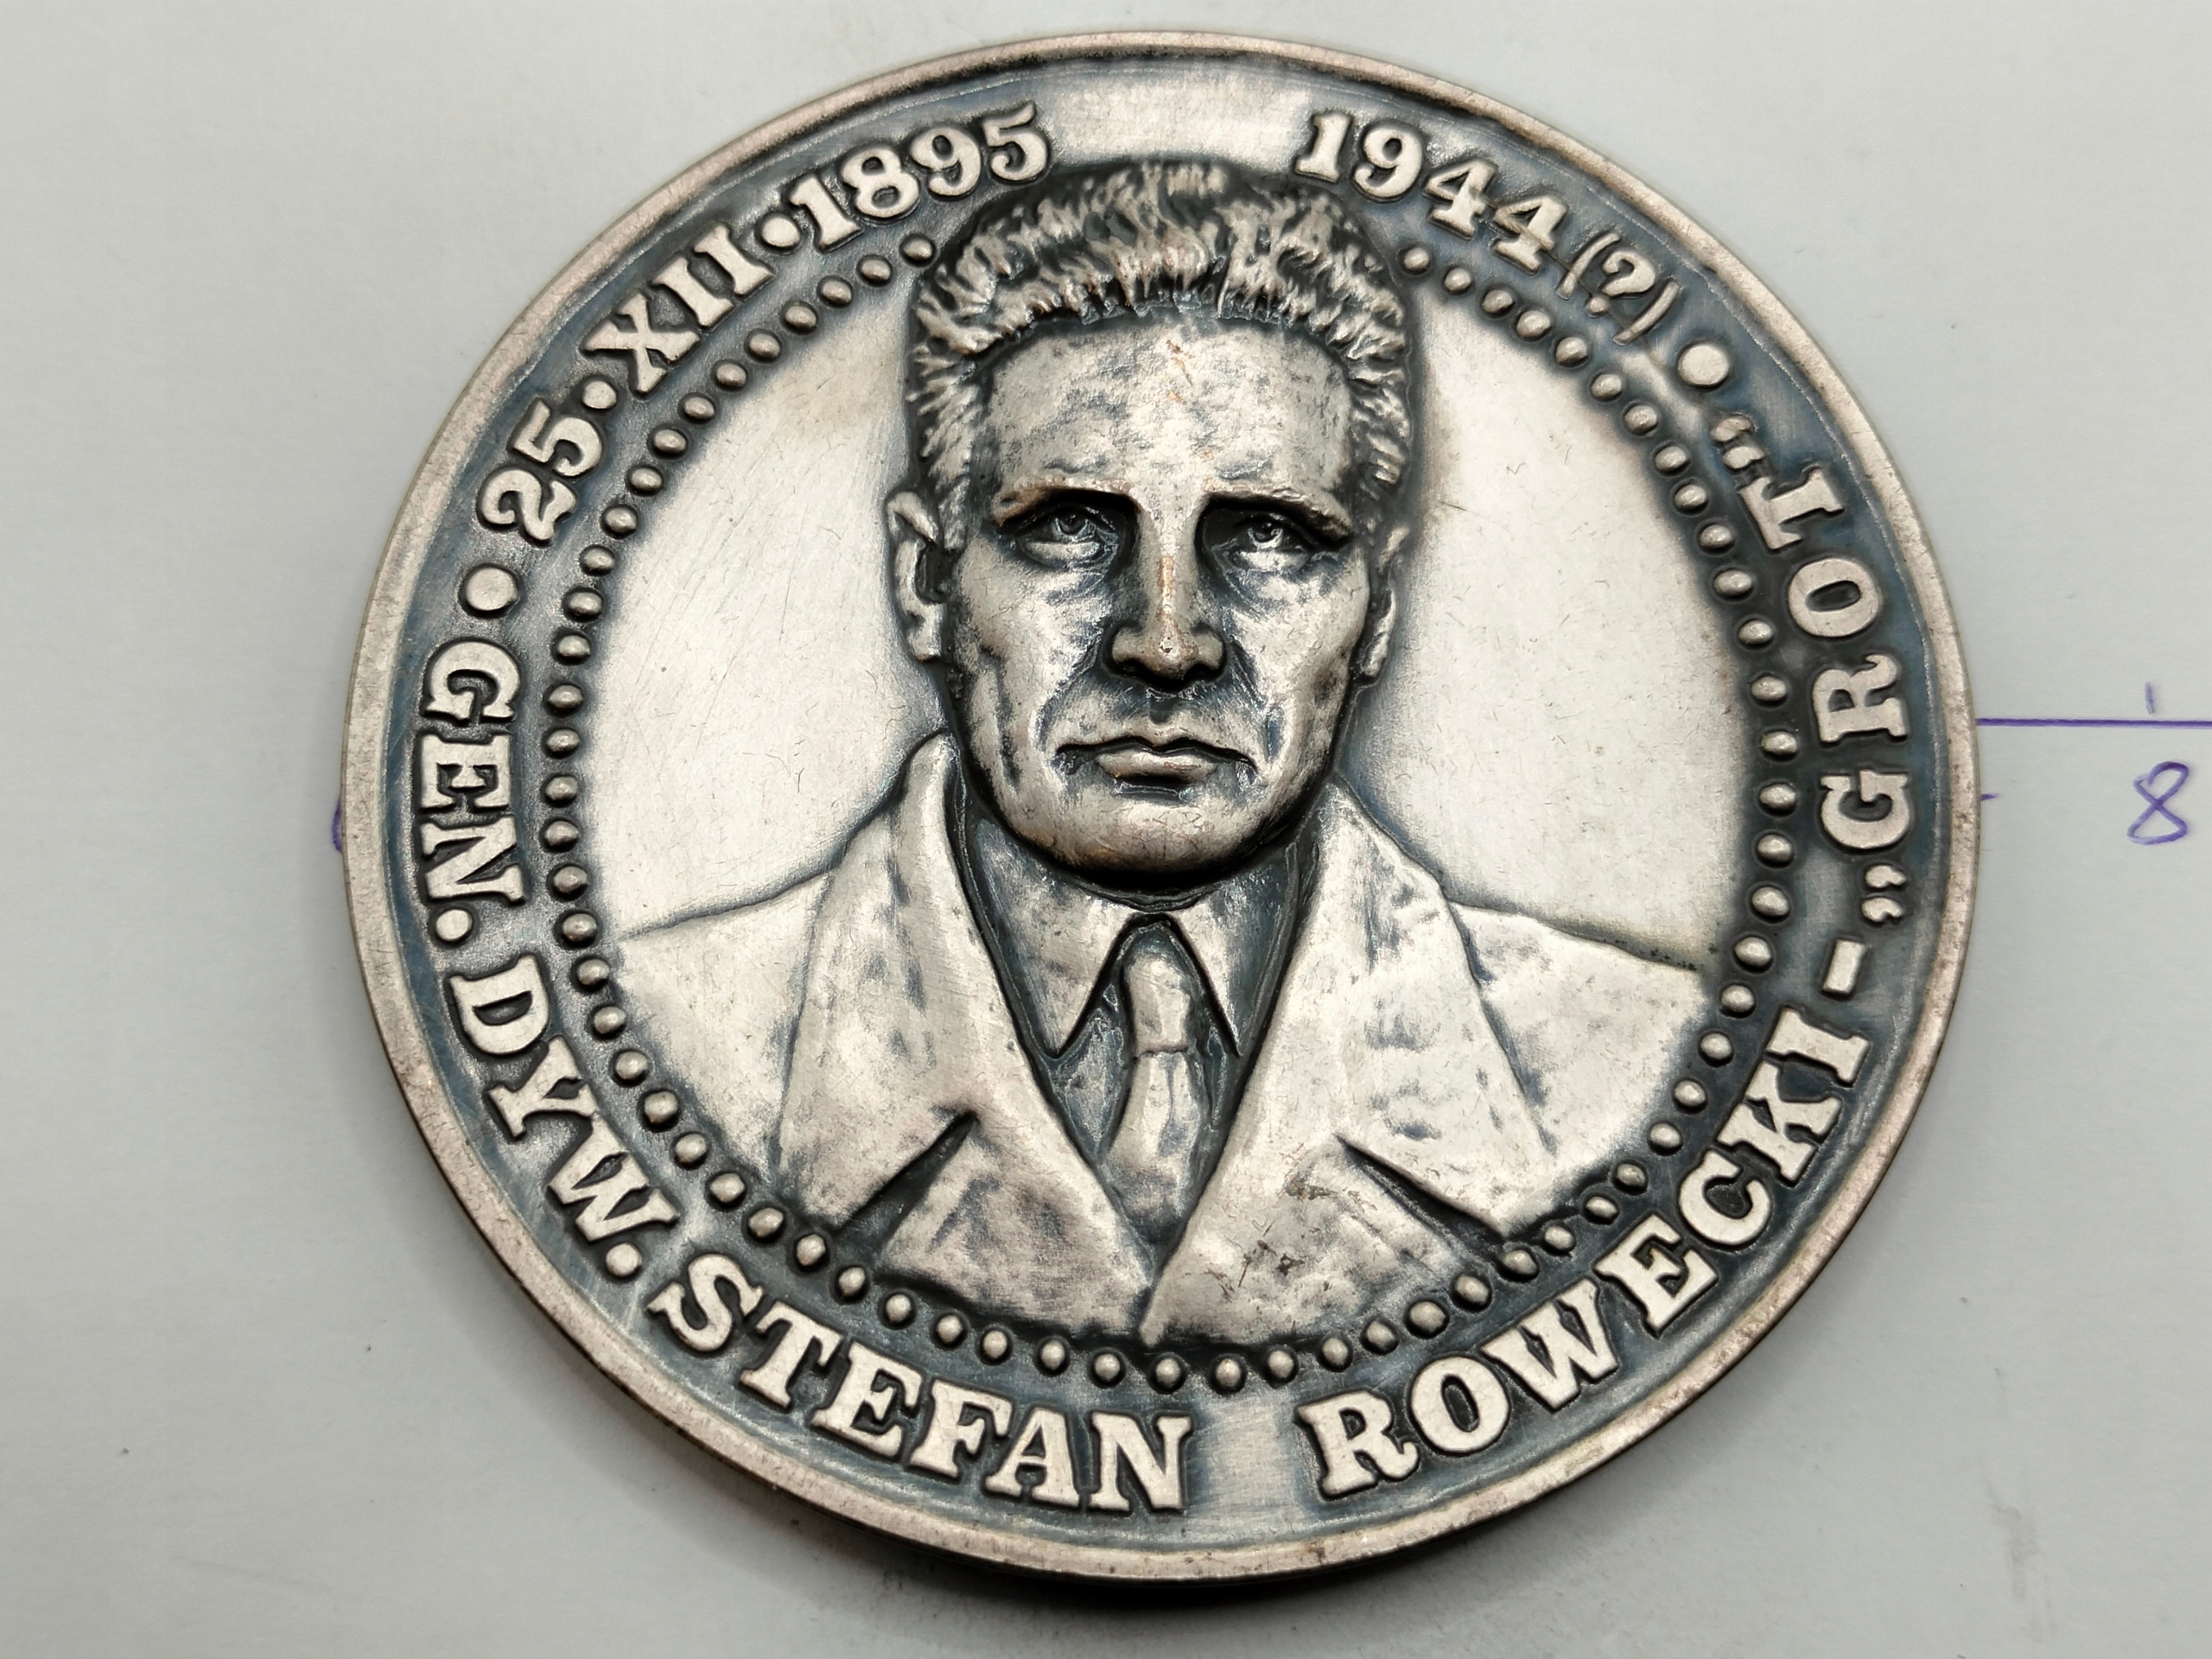 • GEN. DYW. STEFAN ROWECKI - „GROT” •
25·XII·1895
1944(?)
8